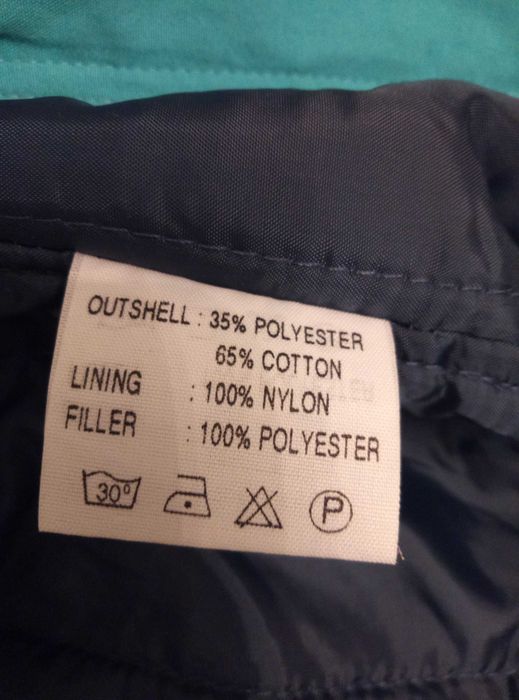 OUTSHELL : 35% POLYESTER
65% COTTON
LINING : 100% NYLON
FILLER : 100% POLYESTER
30° P